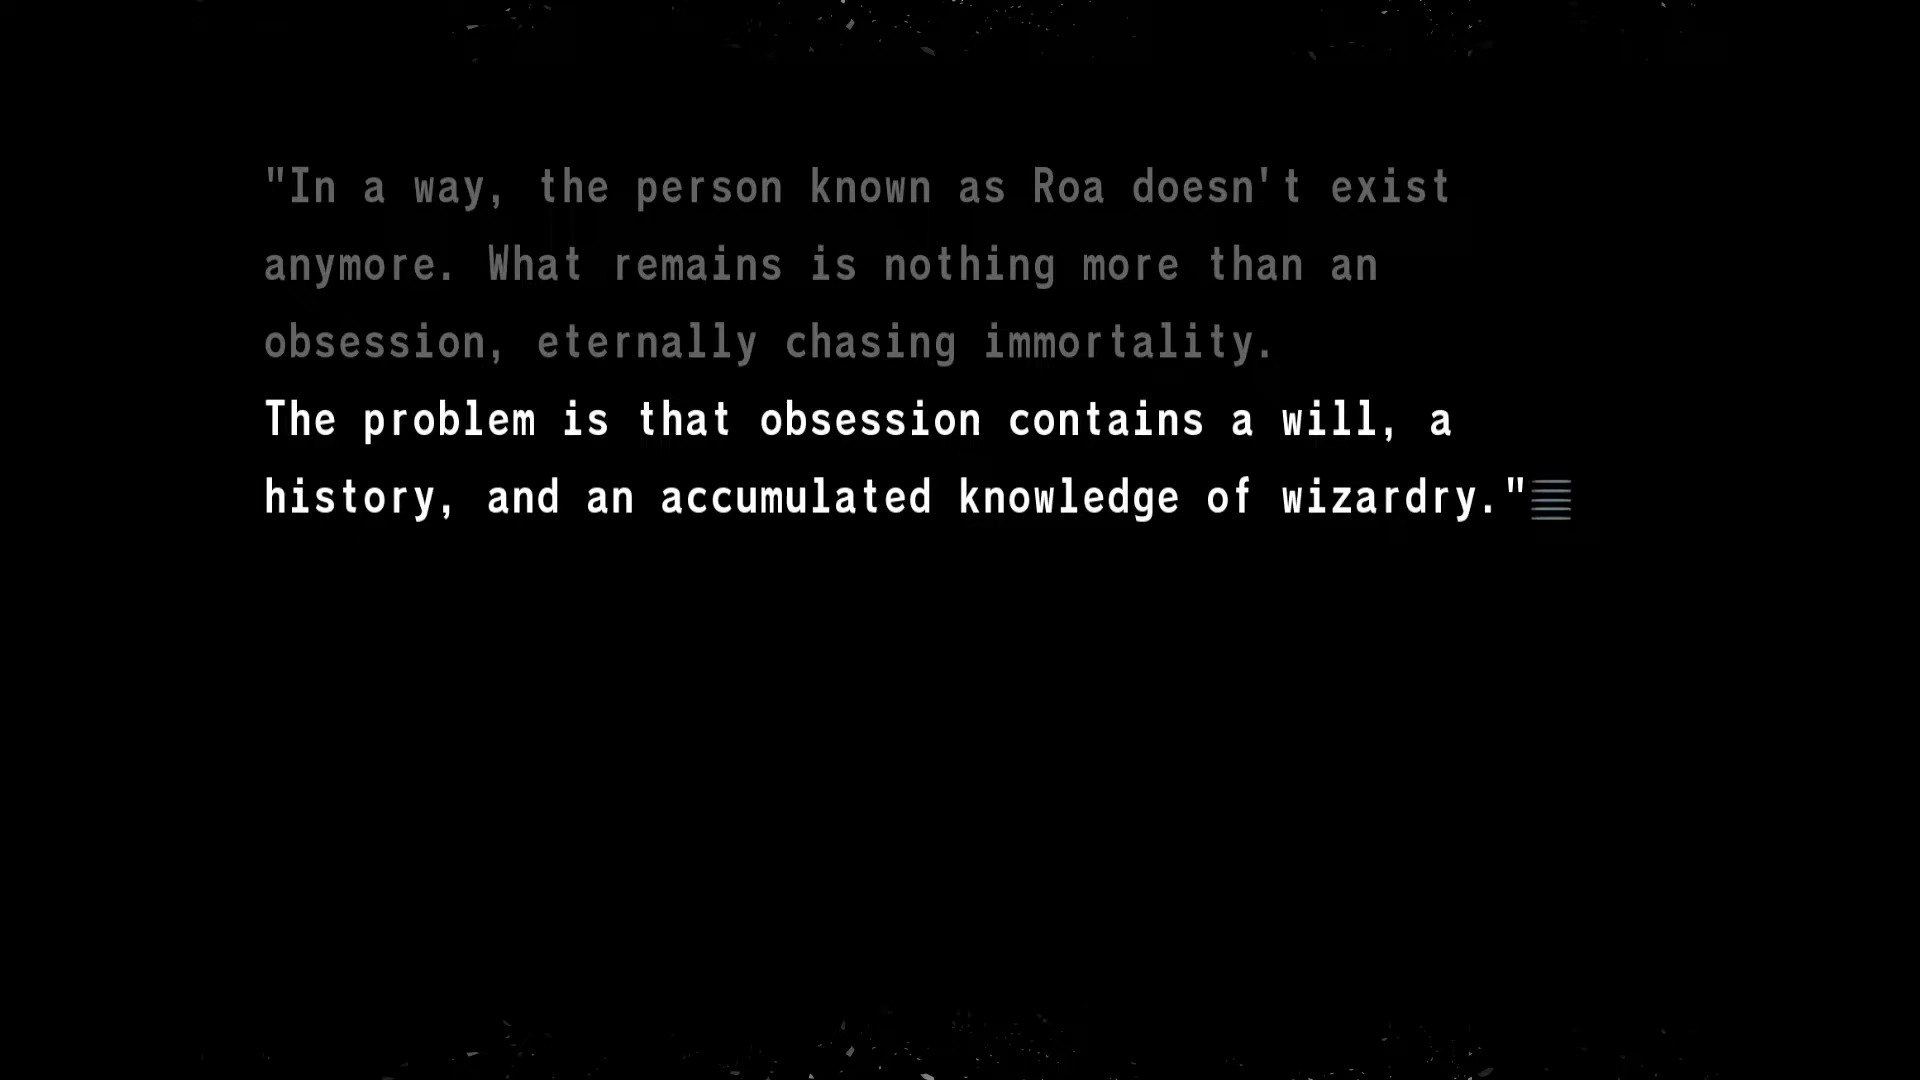 "In a way, the person known as Roa doesn't exist
anymore. What remains is nothing more than an
obsession, eternally chasing immortality.
The problem is that obsession contains a will, a
history, and an accumulated knowledge of wizardry."